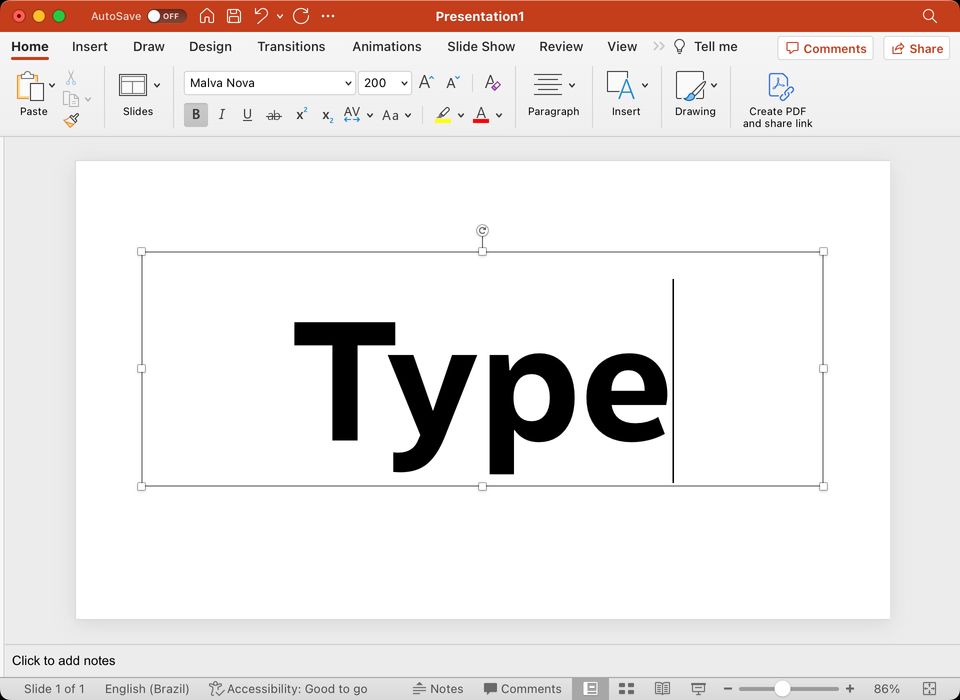 AutoSave OFF Presentation1
Home Insert Draw Design Transitions Animations Slide Show Review View Tell me Comments Share
Paste Slides Malva Nova 200 Paragraph Insert Drawing Create PDF
and share link
B I U ab x² x₂ AV Aa A
Type
Click to add notes
Slide 1 of 1 English (Brazil) Accessibility: Good to go Notes Comments 86%